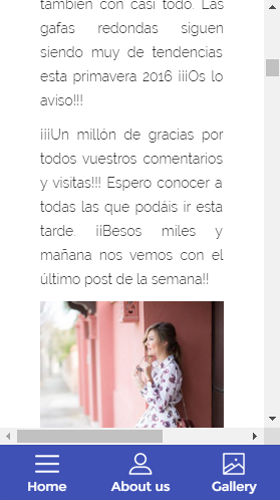 también con casi todo. Las
gafas redondas siguen
siendo muy de tendencias
esta primavera 2016 ¡¡¡Os lo
aviso!!!
¡¡¡Un millón de gracias por
todos vuestros comentarios
y visitas!!! Espero conocer a
todas las que podáis ir esta
tarde. ¡¡Besos miles y
mañana nos vemos con el
último post de la semana!!
Home About us Gallery